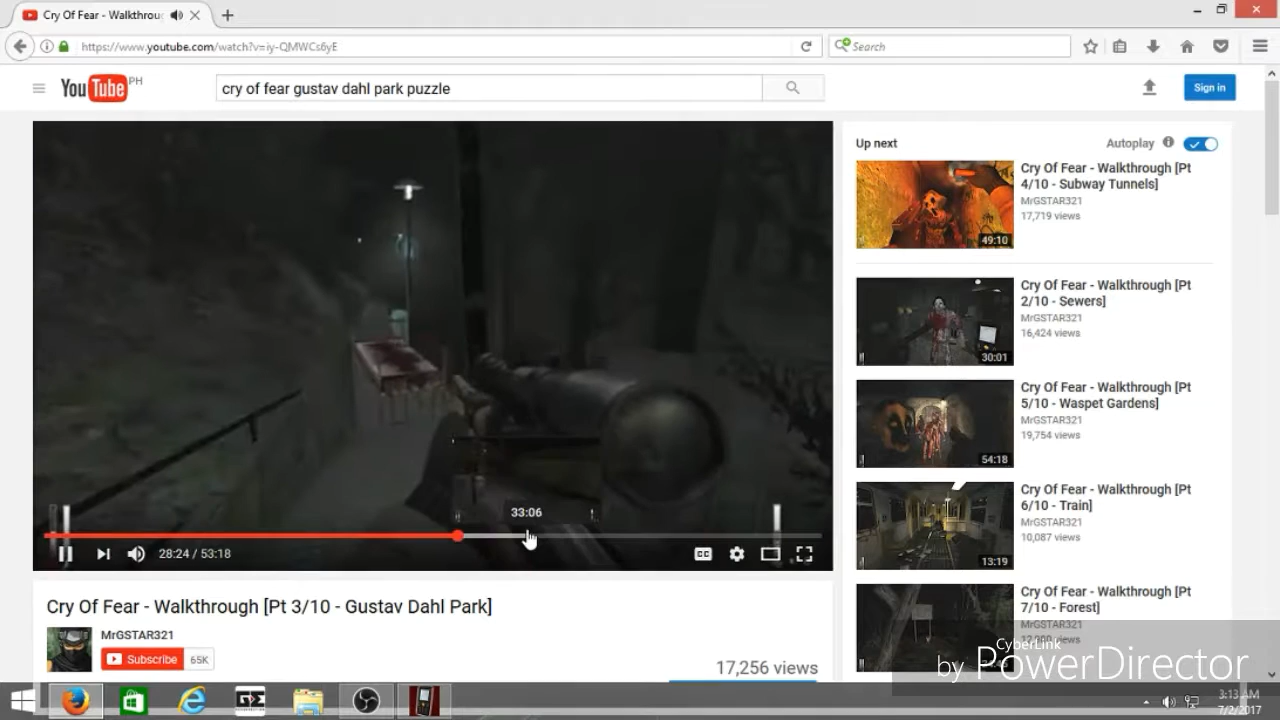 Cry Of Fear - Walkthrou
https://www.youtube.com/watch?v=iy-QMWCs6yE
Search
YouTube PH
cry of fear gustav dahl park puzzle
Sign in
33:06
28:24 / 53:18
CC
Cry Of Fear - Walkthrough [Pt 3/10 - Gustav Dahl Park]
MrGSTAR321
Subscribe 65K
17,256 views
Up next
Autoplay
Cry Of Fear - Walkthrough [Pt
4/10 - Subway Tunnels]
MrGSTAR321
17,719 views
49:10
Cry Of Fear - Walkthrough [Pt
2/10 - Sewers]
MrGSTAR321
16,424 views
30:01
Cry Of Fear - Walkthrough [Pt
5/10 - Waspet Gardens]
MrGSTAR321
19,754 views
54:18
Cry Of Fear - Walkthrough [Pt
6/10 - Train]
MrGSTAR321
10,087 views
13:19
Cry Of Fear - Walkthrough [Pt
7/10 - Forest]
MrGSTAR321
views
CyberLink
by PowerDirector
3:13 AM
7/2/2017